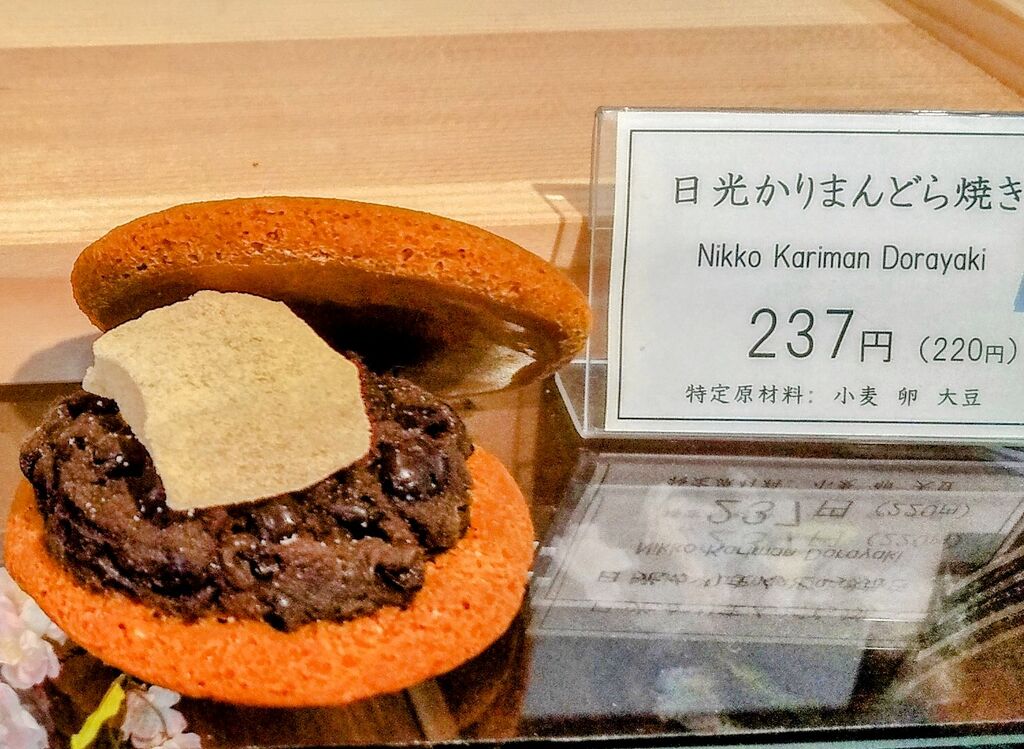 日光かりまんどら焼き
Nikko Kariman Dorayaki
237円 (220円)
特定原材料: 小麦 卵 大豆